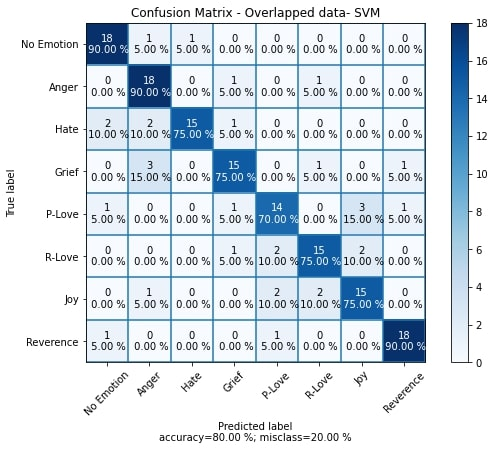 Confusion Matrix - Overlapped data- SVM
No Emotion 18 1 1 0 0 0 0 0
90.00 % 5.00 % 5.00 % 0.00 % 0.00 % 0.00 % 0.00 % 0.00 %
Anger 0 18 0 1 0 1 0 0
0.00 % 90.00 % 0.00 % 5.00 % 0.00 % 5.00 % 0.00 % 0.00 %
Hate 2 2 15 1 0 0 0 0
10.00 % 10.00 % 75.00 % 5.00 % 0.00 % 0.00 % 0.00 % 0.00 %
Grief 0 3 0 15 0 1 0 1
0.00 % 15.00 % 0.00 % 75.00 % 0.00 % 5.00 % 0.00 % 5.00 %
P-Love 1 0 0 1 14 0 3 1
5.00 % 0.00 % 0.00 % 5.00 % 70.00 % 0.00 % 15.00 % 5.00 %
R-Love 0 0 0 1 2 15 2 0
0.00 % 0.00 % 0.00 % 5.00 % 10.00 % 75.00 % 10.00 % 0.00 %
Joy 0 1 0 0 2 2 15 0
0.00 % 5.00 % 0.00 % 0.00 % 10.00 % 10.00 % 75.00 % 0.00 %
Reverence 1 0 0 0 1 0 0 18
5.00 % 0.00 % 0.00 % 0.00 % 5.00 % 0.00 % 0.00 % 90.00 %
True label
No Emotion Anger Hate Grief P-Love R-Love Joy Reverence
Predicted label
accuracy=80.00 %; misclass=20.00 %
18
16
14
12
10
8
6
4
2
0